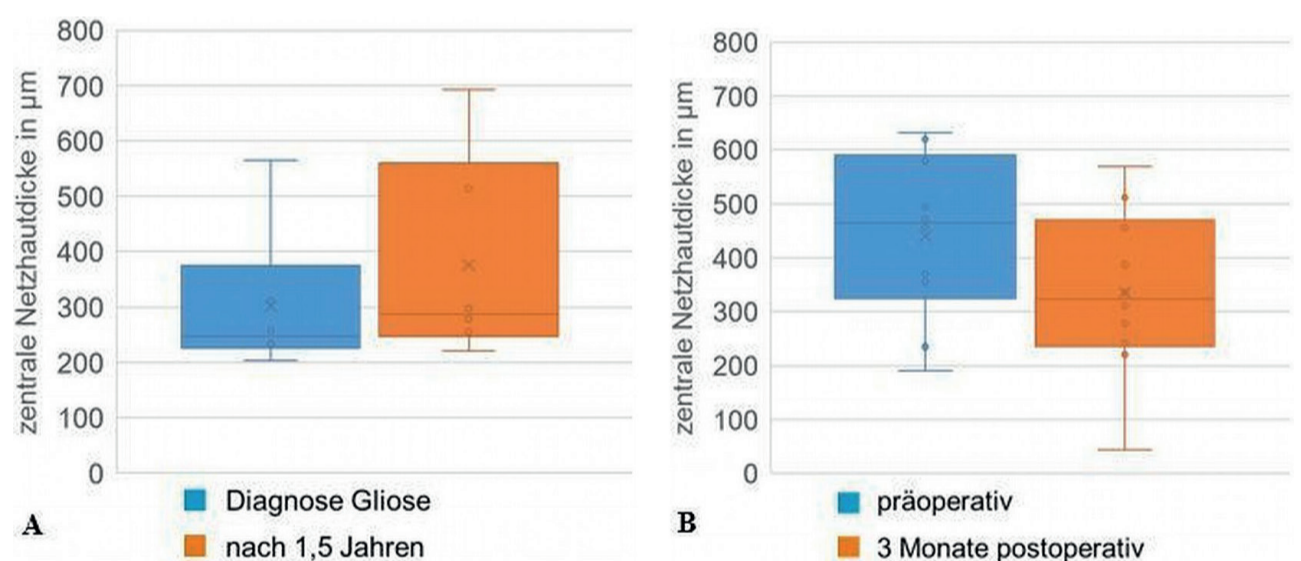 zentrale Netzhautdicke in µm
800
700
600
500
400
300
200
100
0
Diagnose Gliose
nach 1,5 Jahren
A
zentrale Netzhautdicke in µm
800
700
600
500
400
300
200
100
0
präoperativ
3 Monate postoperativ
B